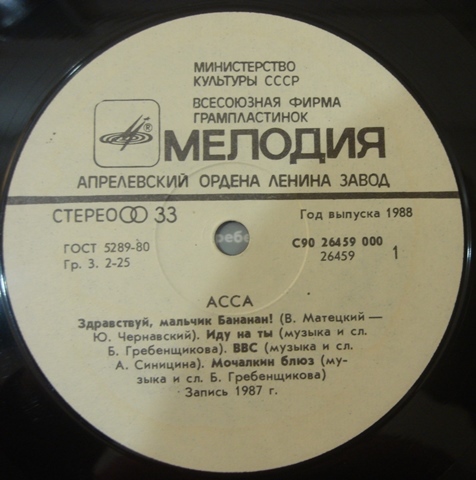 МИНИСТЕРСТВО
КУЛЬТУРЫ СССР
ВСЕСОЮЗНАЯ ФИРМА
ГРАМПЛАСТИНОК
МЕЛОДИЯ
АПРЕЛЕВСКИЙ ОРДЕНА ЛЕНИНА ЗАВОД
СТЕРЕО 33
Год выпуска 1988
ГОСТ 5289-80
Гр. 3. 2-25
ребе
С90 26459 000
26459
1
АССА
Здравствуй, мальчик Бананан! (В. Матецкий —
Ю. Чернавский). Иду на ты (музыка и сл.
Б. Гребенщикова). ВВС (музыка и сл.
А. Синицина). Мочалкин блюз (му-
зыка и сл. Б. Гребенщикова)
Запись 1987 г.